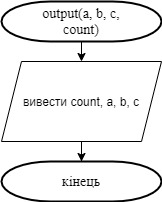 output(a, b, c,
count)
вивести count, a, b, c
кінець